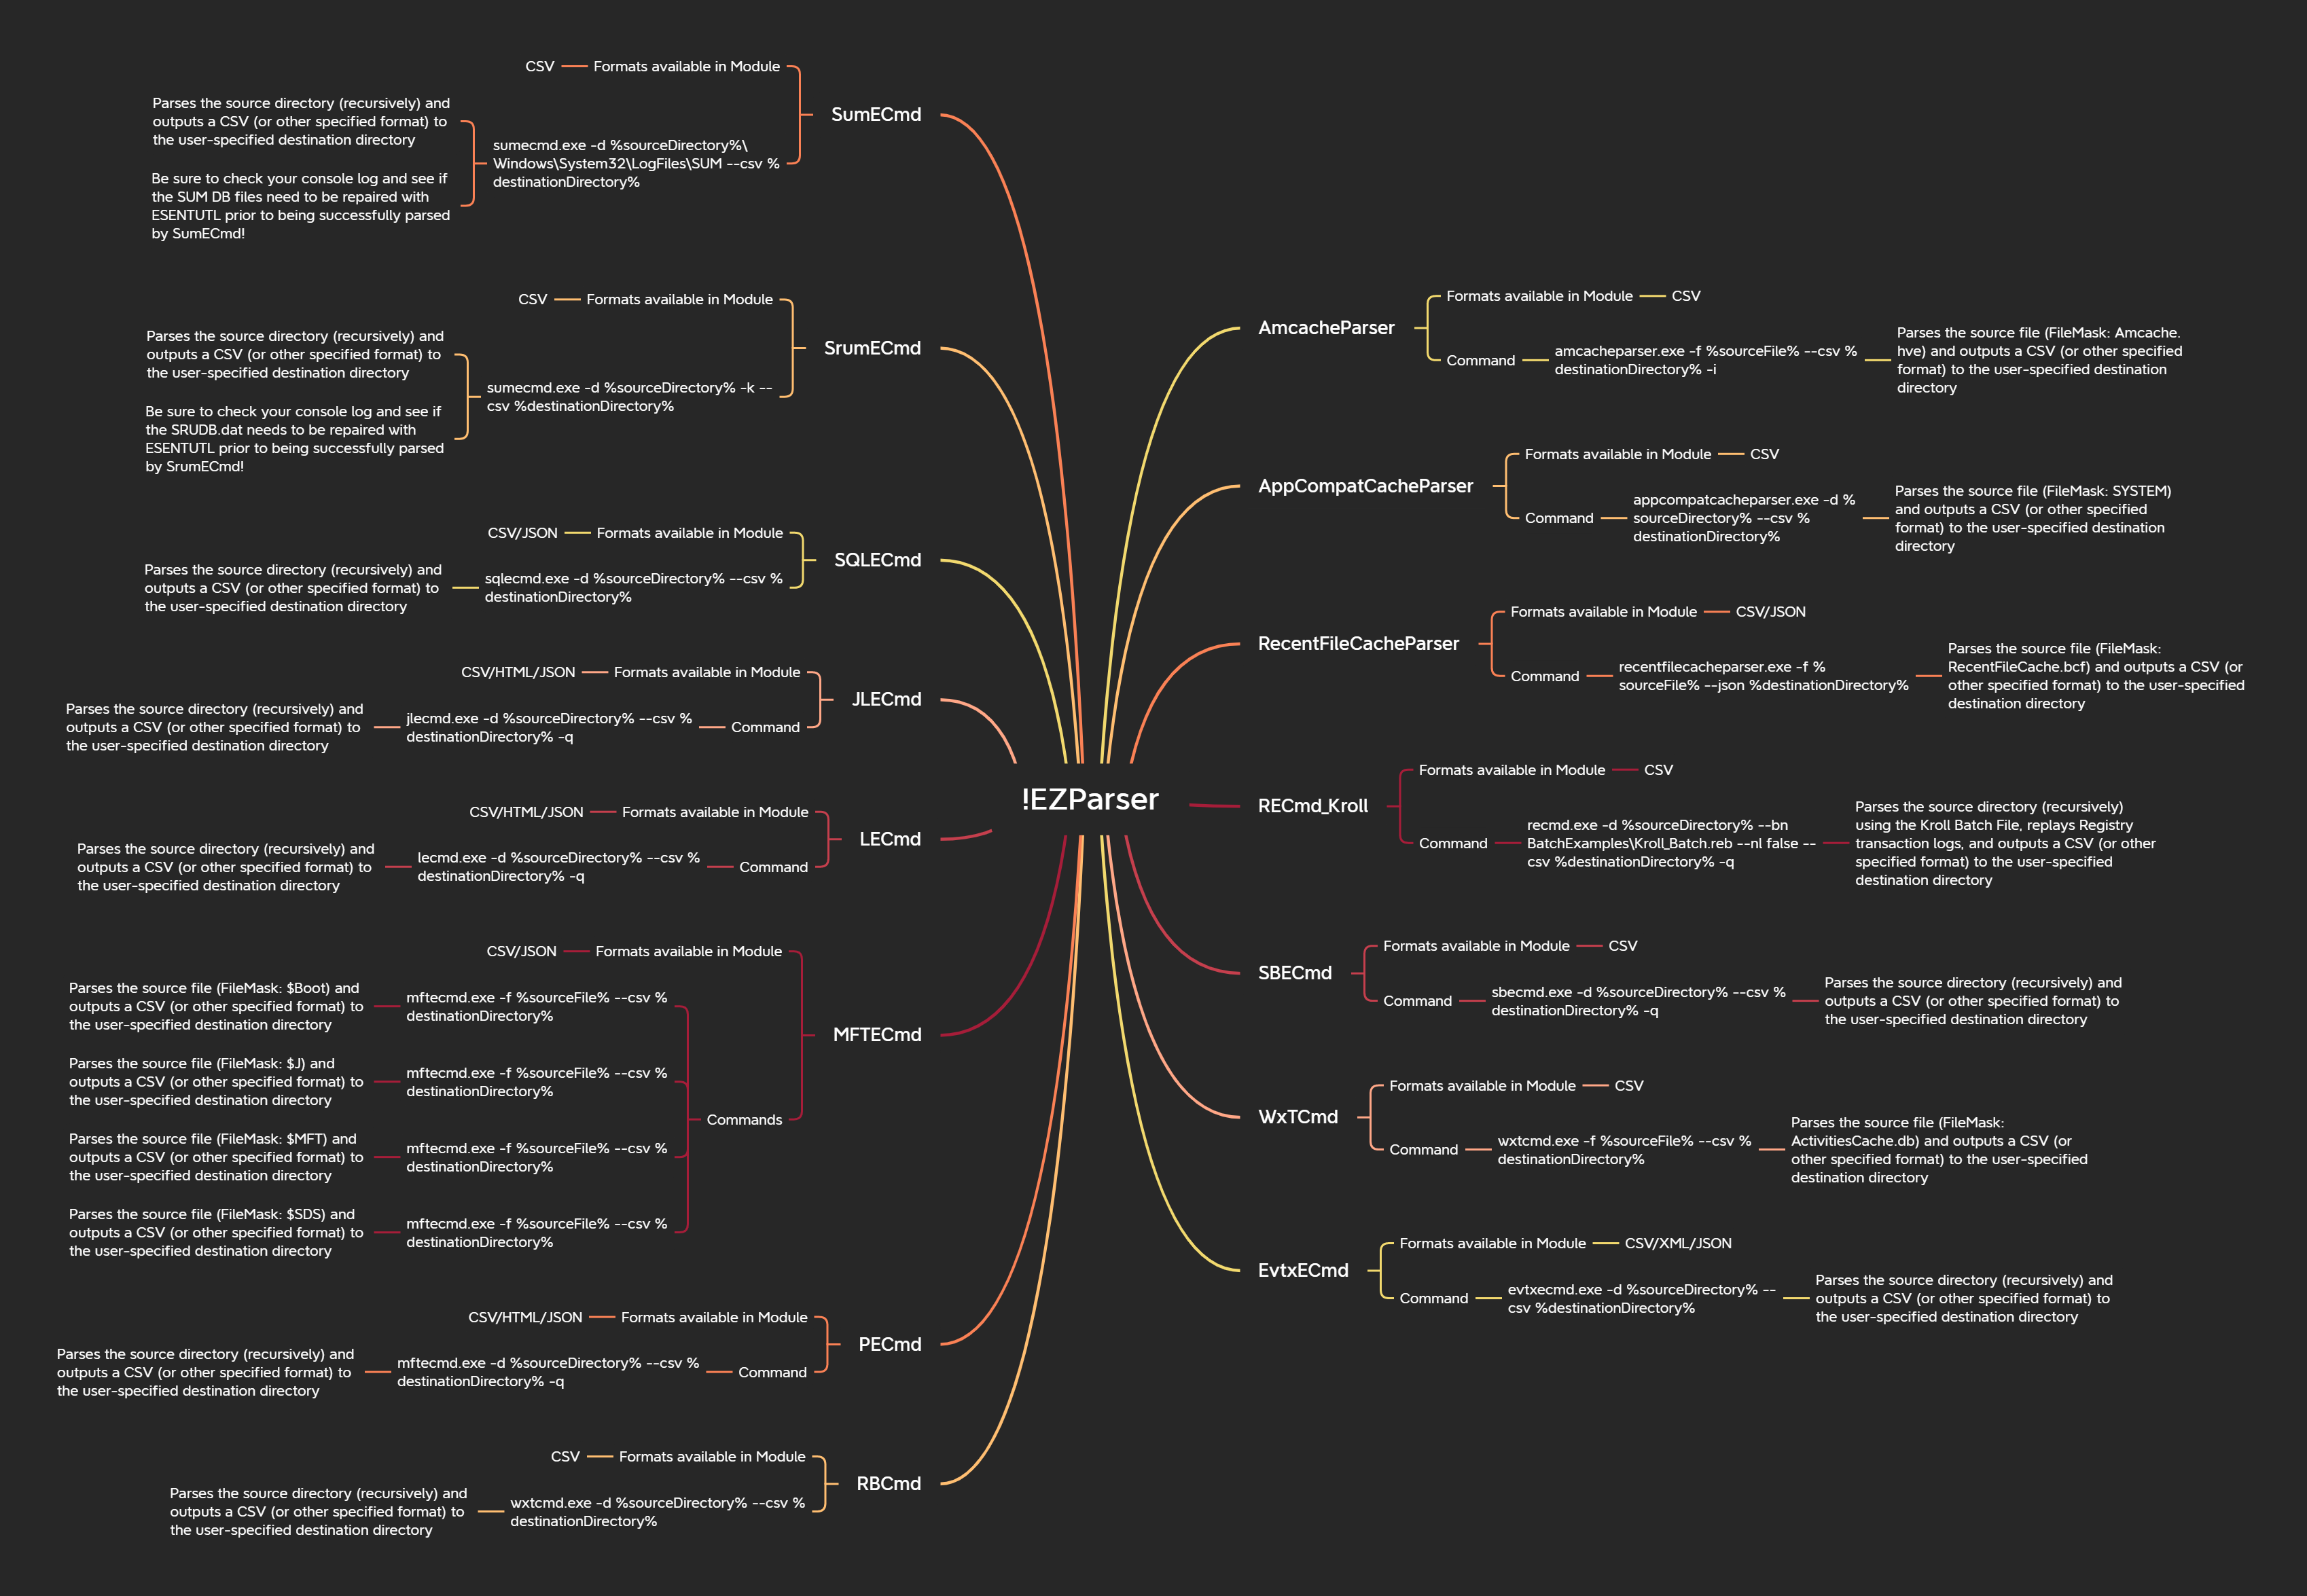 !EZParser
SumECmd
Formats available in Module
CSV
sumecmd.exe -d %sourceDirectory%\
Windows\System32\LogFiles\SUM --csv %
destinationDirectory%
Parses the source directory (recursively) and
outputs a CSV (or other specified format) to
the user-specified destination directory
Be sure to check your console log and see if
the SUM DB files need to be repaired with
ESENTUTL prior to being successfully parsed
by SumECmd!
SrumECmd
Formats available in Module
CSV
sumecmd.exe -d %sourceDirectory% -k --
csv %destinationDirectory%
Parses the source directory (recursively) and
outputs a CSV (or other specified format) to
the user-specified destination directory
Be sure to check your console log and see if
the SRUDB.dat needs to be repaired with
ESENTUTL prior to being successfully parsed
by SrumECmd!
SQLECmd
Formats available in Module
CSV/JSON
sqlecmd.exe -d %sourceDirectory% --csv %
destinationDirectory%
Parses the source directory (recursively) and
outputs a CSV (or other specified format) to
the user-specified destination directory
JLECmd
Formats available in Module
CSV/HTML/JSON
Command
jlecmd.exe -d %sourceDirectory% --csv %
destinationDirectory% -q
Parses the source directory (recursively) and
outputs a CSV (or other specified format) to
the user-specified destination directory
LECmd
Formats available in Module
CSV/HTML/JSON
Command
lecmd.exe -d %sourceDirectory% --csv %
destinationDirectory% -q
Parses the source directory (recursively) and
outputs a CSV (or other specified format) to
the user-specified destination directory
MFTECmd
Formats available in Module
CSV/JSON
Commands
mftecmd.exe -f %sourceFile% --csv %
destinationDirectory%
Parses the source file (FileMask: $Boot) and
outputs a CSV (or other specified format) to
the user-specified destination directory
mftecmd.exe -f %sourceFile% --csv %
destinationDirectory%
Parses the source file (FileMask: $J) and
outputs a CSV (or other specified format) to
the user-specified destination directory
mftecmd.exe -f %sourceFile% --csv %
destinationDirectory%
Parses the source file (FileMask: $MFT) and
outputs a CSV (or other specified format) to
the user-specified destination directory
mftecmd.exe -f %sourceFile% --csv %
destinationDirectory%
Parses the source file (FileMask: $SDS) and
outputs a CSV (or other specified format) to
the user-specified destination directory
PECmd
Formats available in Module
CSV/HTML/JSON
Command
mftecmd.exe -d %sourceDirectory% --csv %
destinationDirectory% -q
Parses the source directory (recursively) and
outputs a CSV (or other specified format) to
the user-specified destination directory
RBCmd
Formats available in Module
CSV
wxtcmd.exe -d %sourceDirectory% --csv %
destinationDirectory%
Parses the source directory (recursively) and
outputs a CSV (or other specified format) to
the user-specified destination directory
AmcacheParser
Formats available in Module
CSV
Command
amcacheparser.exe -f %sourceFile% --csv %
destinationDirectory% -i
Parses the source file (FileMask: Amcache.
hve) and outputs a CSV (or other specified
format) to the user-specified destination
directory
AppCompatCacheParser
Formats available in Module
CSV
Command
appcompatcacheparser.exe -d %
sourceDirectory% --csv %
destinationDirectory%
Parses the source file (FileMask: SYSTEM)
and outputs a CSV (or other specified
format) to the user-specified destination
directory
RecentFileCacheParser
Formats available in Module
CSV/JSON
Command
recentfilecacheparser.exe -f %
sourceFile% --json %destinationDirectory%
Parses the source file (FileMask:
RecentFileCache.bcf) and outputs a CSV (or
other specified format) to the user-specified
destination directory
RECmd_Kroll
Formats available in Module
CSV
Command
recmd.exe -d %sourceDirectory% --bn
BatchExamples\Kroll_Batch.reb --nl false --
csv %destinationDirectory% -q
Parses the source directory (recursively)
using the Kroll Batch File, replays Registry
transaction logs, and outputs a CSV (or other
specified format) to the user-specified
destination directory
SBECmd
Formats available in Module
CSV
Command
sbecmd.exe -d %sourceDirectory% --csv %
destinationDirectory% -q
Parses the source directory (recursively) and
outputs a CSV (or other specified format) to
the user-specified destination directory
WxTCmd
Formats available in Module
CSV
Command
wxtcmd.exe -f %sourceFile% --csv %
destinationDirectory%
Parses the source file (FileMask:
ActivitiesCache.db) and outputs a CSV (or
other specified format) to the user-specified
destination directory
EvtxECmd
Formats available in Module
CSV/XML/JSON
Command
evtxecmd.exe -d %sourceDirectory% --
csv %destinationDirectory%
Parses the source directory (recursively) and
outputs a CSV (or other specified format) to
the user-specified destination directory